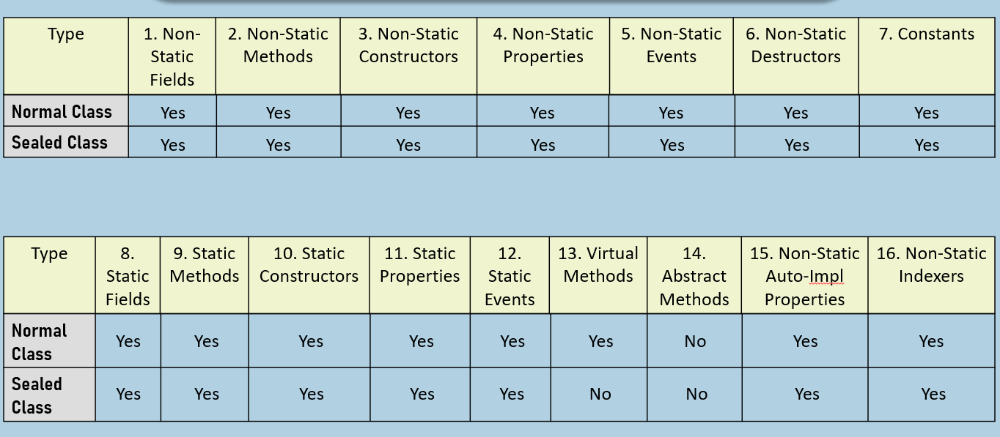 Type 1. Non-Static Fields 2. Non-Static Methods 3. Non-Static Constructors 4. Non-Static Properties 5. Non-Static Events 6. Non-Static Destructors 7. Constants
Normal Class Yes Yes Yes Yes Yes Yes Yes
Sealed Class Yes Yes Yes Yes Yes Yes Yes
Type 8. Static Fields 9. Static Methods 10. Static Constructors 11. Static Properties 12. Static Events 13. Virtual Methods 14. Abstract Methods 15. Non-Static Auto-Impl Properties 16. Non-Static Indexers
Normal Class Yes Yes Yes Yes Yes Yes No Yes Yes
Sealed Class Yes Yes Yes Yes Yes No No Yes Yes